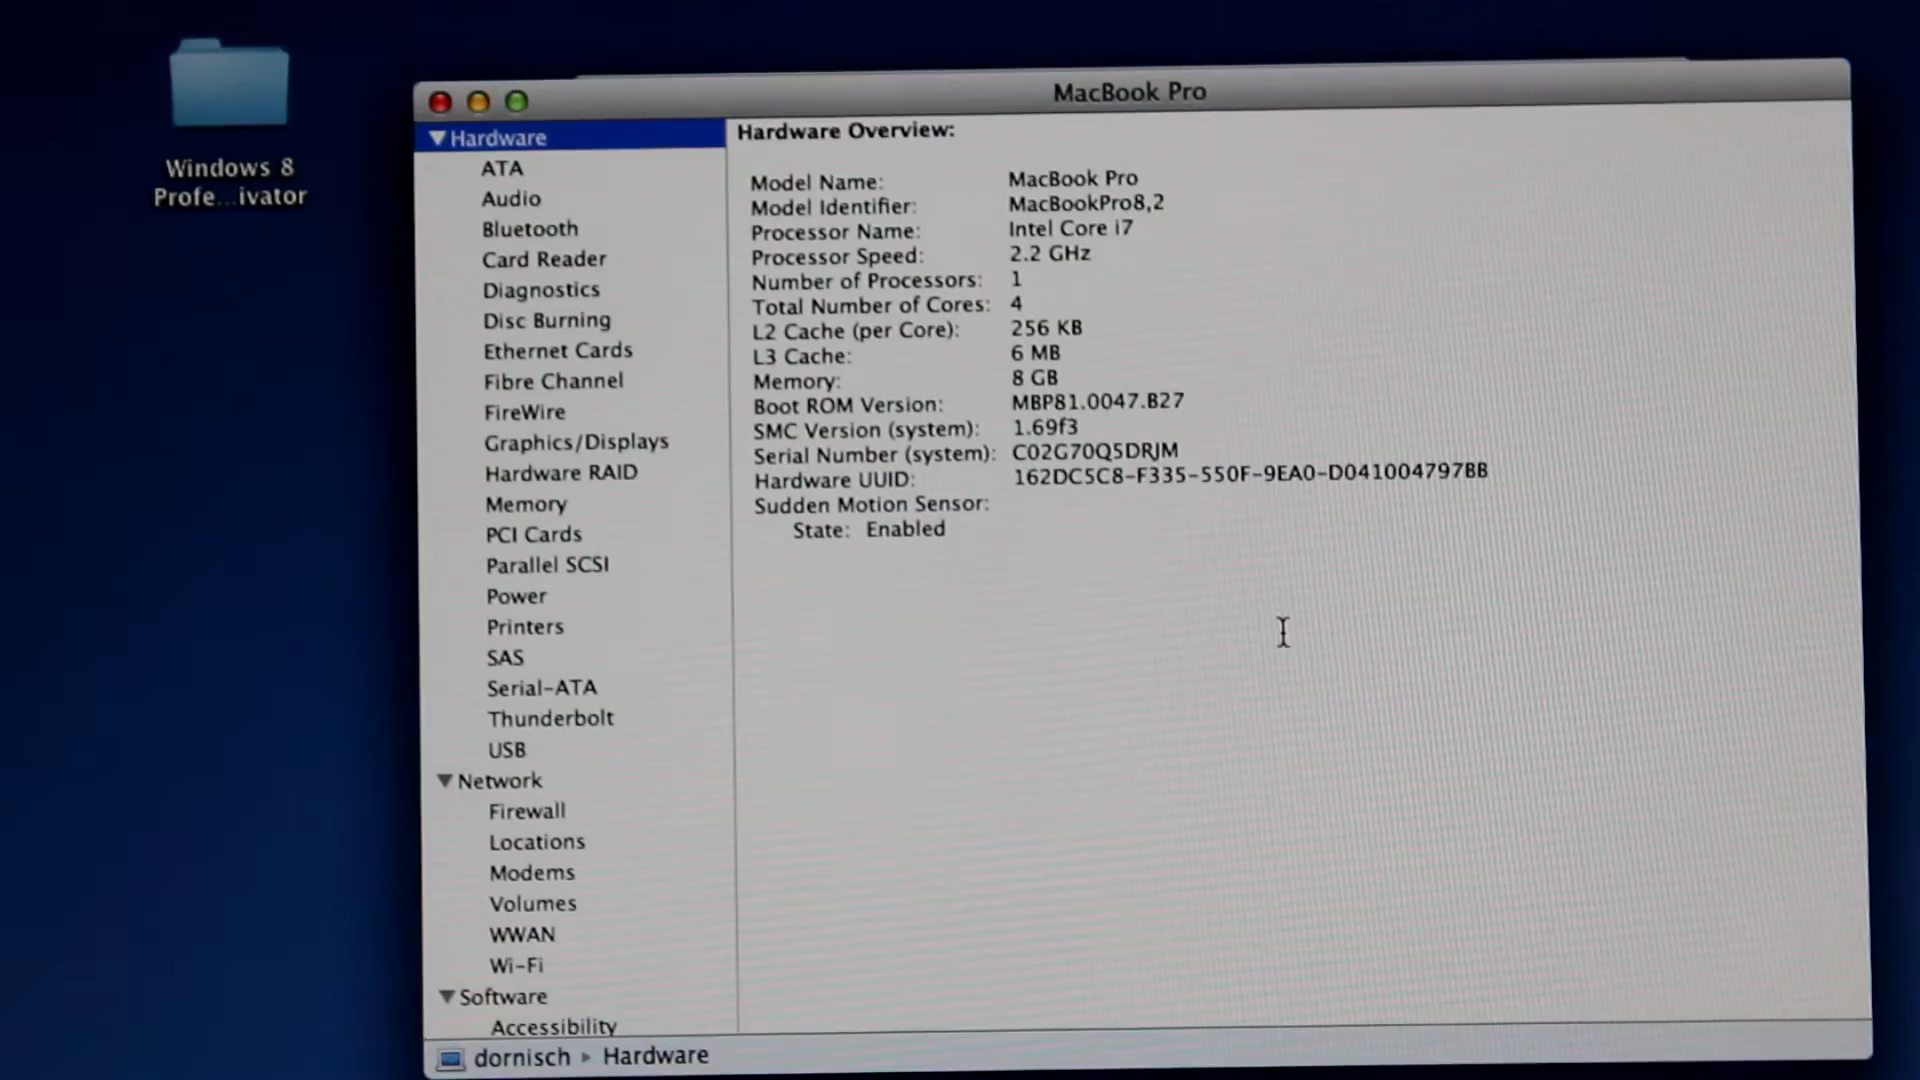 Windows 8
Profe...ivator
MacBook Pro
Hardware
ATA
Audio
Bluetooth
Card Reader
Diagnostics
Disc Burning
Ethernet Cards
Fibre Channel
FireWire
Graphics/Displays
Hardware RAID
Memory
PCI Cards
Parallel SCSI
Power
Printers
SAS
Serial-ATA
Thunderbolt
USB
Network
Firewall
Locations
Modems
Volumes
WWAN
Wi-Fi
Software
Accessibility
Hardware Overview:
Model Name: MacBook Pro
Model Identifier: MacBookPro8,2
Processor Name: Intel Core i7
Processor Speed: 2.2 GHz
Number of Processors: 1
Total Number of Cores: 4
L2 Cache (per Core): 256 KB
L3 Cache: 6 MB
Memory: 8 GB
Boot ROM Version: MBP81.0047.B27
SMC Version (system): 1.69f3
Serial Number (system): C02G70Q5DRJM
Hardware UUID: 162DC5C8-F335-550F-9EA0-D041004797BB
Sudden Motion Sensor:
State: Enabled
dornisch ▸ Hardware